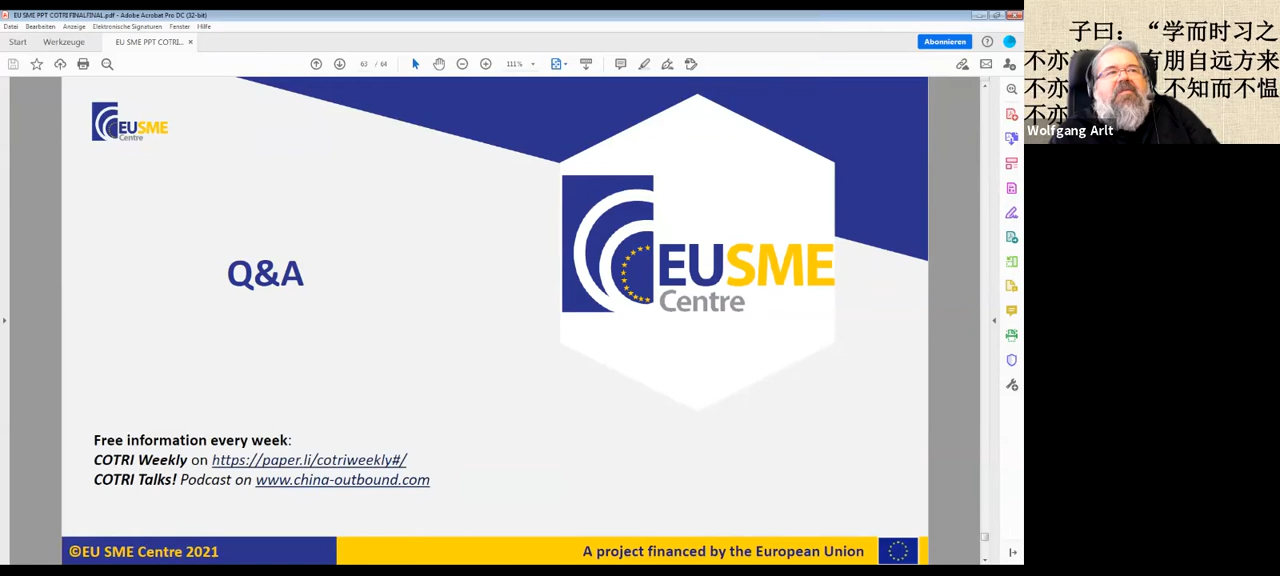 EU SME PPT COTRI FINALFINAL.pdf - Adobe Acrobat Pro DC (32-bit)
Datei Bearbeiten Anzeige Elektronische Signaturen Fenster Hilfe
Start Werkzeuge EU SME PPT COTRI... ×
Abonnieren
63 / 64
111%
EUSME
Centre
EUSME
Centre
Q&A
Free information every week:
COTRI Weekly on https://paper.li/cotriweekly#/
COTRI Talks! Podcast on www.china-outbound.com
©EU SME Centre 2021
A project financed by the European Union
子曰：“学而时习之
不亦 有朋自远方来
不亦 不知而不愠
不亦
Wolfgang Arlt